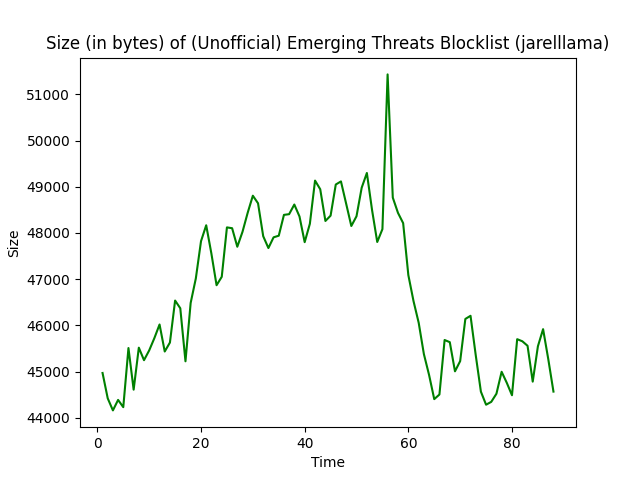 Size (in bytes) of (Unofficial) Emerging Threats Blocklist (jarelllama)
51000
50000
49000
48000
47000
46000
45000
44000
Size
0 20 40 60 80
Time